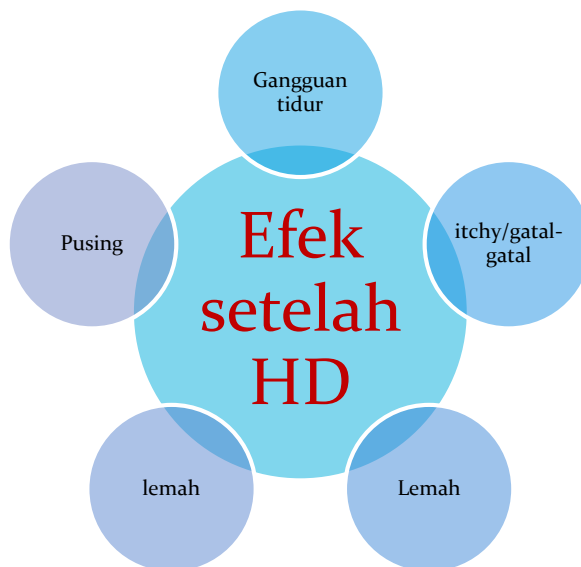 Gangguan
tidur
itchy/gatal-
gatal
Lemah
lemah
Pusing
Efek
setelah
HD